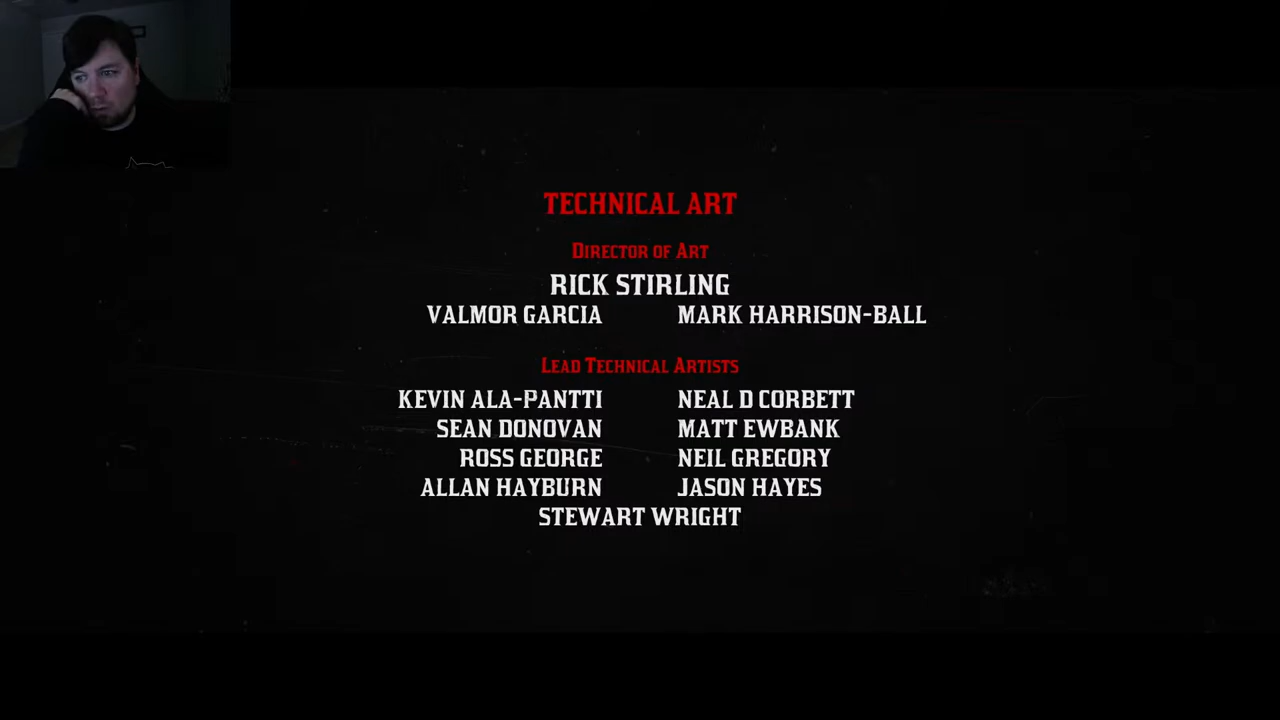 TECHNICAL ART
DIRECTOR OF ART
RICK STIRLING
VALMOR GARCIA MARK HARRISON-BALL
LEAD TECHNICAL ARTISTS
KEVIN ALA-PANTTI NEAL D CORBETT
SEAN DONOVAN MATT EWBANK
ROSS GEORGE NEIL GREGORY
ALLAN HAYBURN JASON HAYES
STEWART WRIGHT